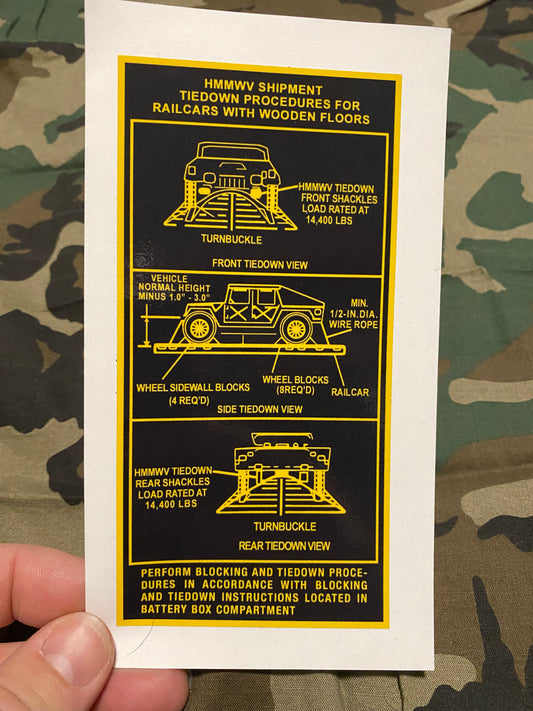 HMMWV SHIPMENT
TIEDOWN PROCEDURES FOR
RAILCARS WITH WOODEN FLOORS
HMMWV TIEDOWN
FRONT SHACKLES
LOAD RATED AT
14,400 LBS
TURNBUCKLE
FRONT TIEDOWN VIEW
VEHICLE
NORMAL HEIGHT
MINUS 1.0" - 3.0"
MIN.
1/2-IN.DIA.
WIRE ROPE
WHEEL SIDEWALL BLOCKS
(4 REQ'D)
WHEEL BLOCKS
(8REQ'D)
RAILCAR
SIDE TIEDOWN VIEW
HMMWV TIEDOWN
REAR SHACKLES
LOAD RATED AT
14,400 LBS
TURNBUCKLE
REAR TIEDOWN VIEW
PERFORM BLOCKING AND TIEDOWN PROCE-
DURES IN ACCORDANCE WITH BLOCKING
AND TIEDOWN INSTRUCTIONS LOCATED IN
BATTERY BOX COMPARTMENT